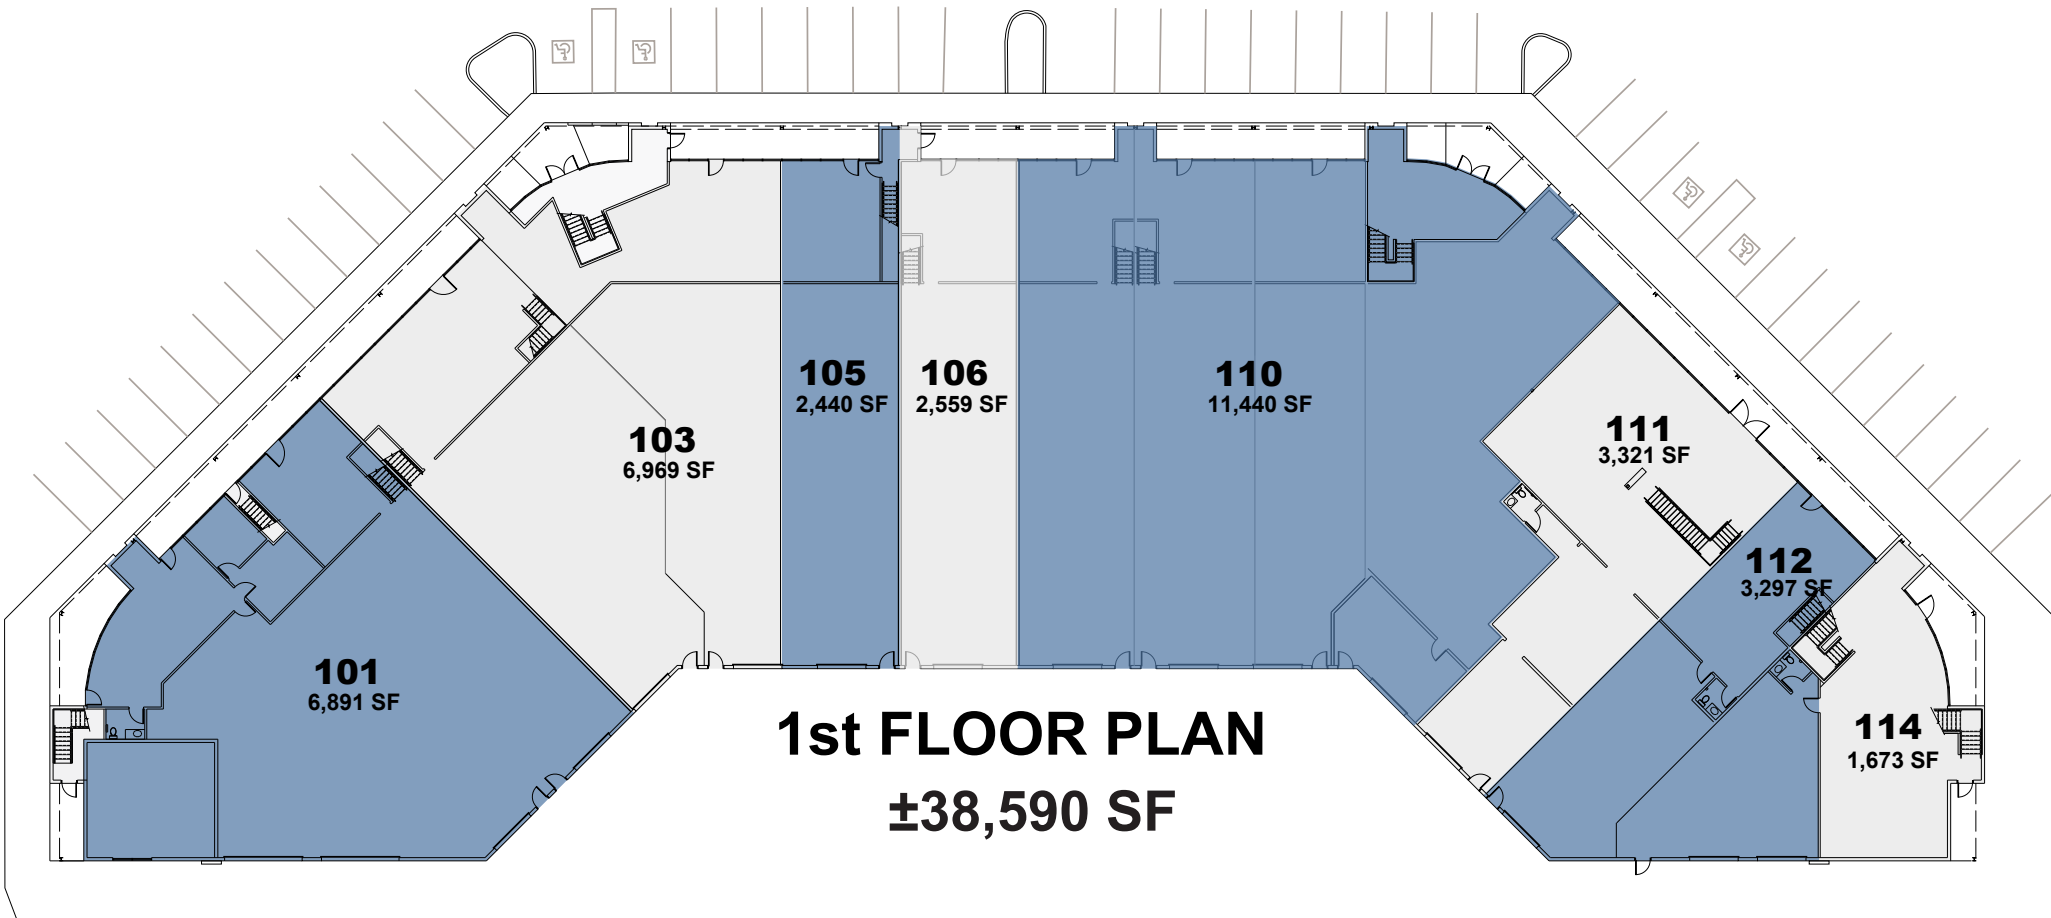 105
2,440 SF
106
2,559 SF
110
11,440 SF
103
6,969 SF
111
3,321 SF
112
3,297 SF
101
6,891 SF
114
1,673 SF
1st FLOOR PLAN
±38,590 SF